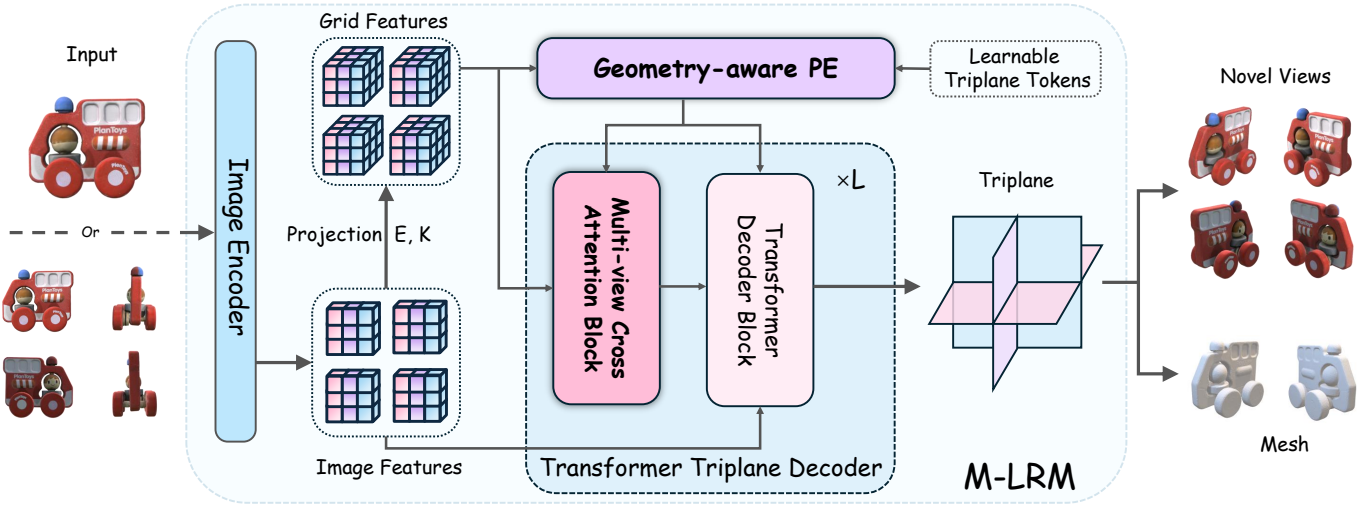 Input
PlanToys
Or
Image Encoder
Grid Features
Projection E, K
Image Features
Geometry-aware PE
Learnable
Triplane Tokens
Multi-view Cross
Attention Block
Transformer
Decoder Block
×L
Transformer Triplane Decoder
Triplane
M-LRM
Novel Views
Mesh